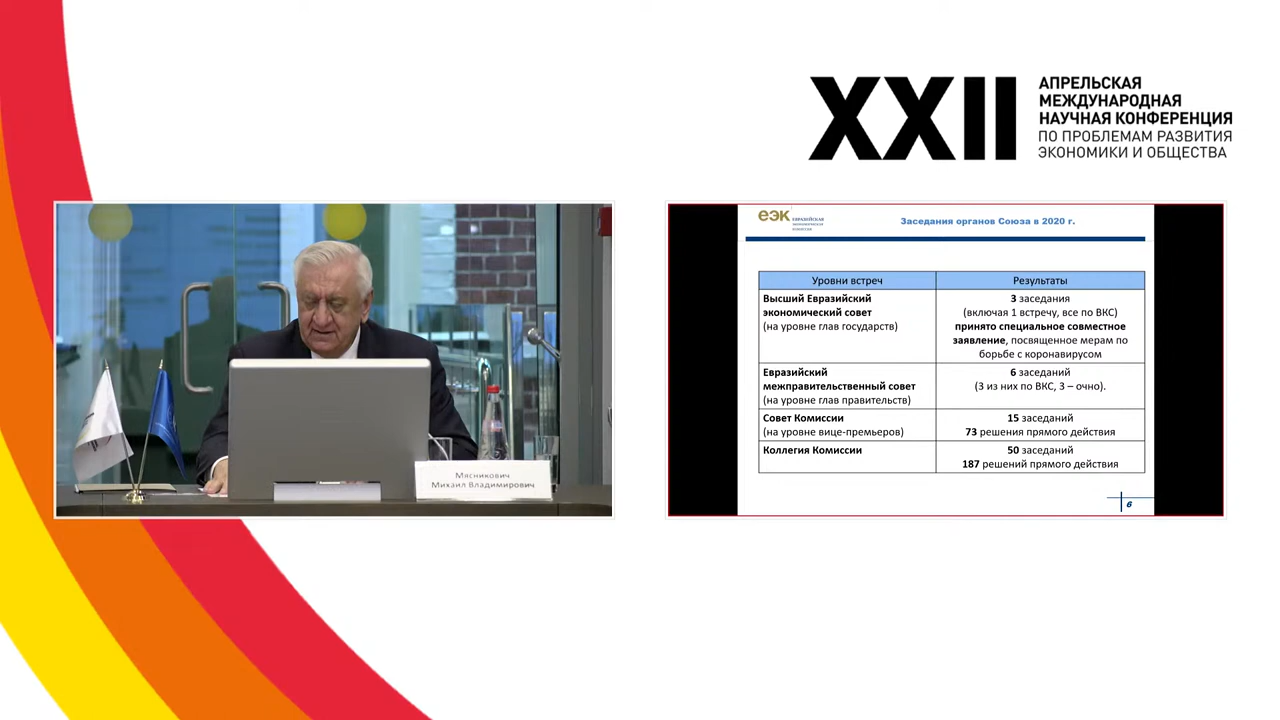 XXII
АПРЕЛЬСКАЯ
МЕЖДУНАРОДНАЯ
НАУЧНАЯ КОНФЕРЕНЦИЯ
ПО ПРОБЛЕМАМ РАЗВИТИЯ
ЭКОНОМИКИ И ОБЩЕСТВА
Мясникович
Михаил Владимирович
еэк
ЕВРАЗИЙСКАЯ
ЭКОНОМИЧЕСКАЯ
КОМИССИЯ
Заседания органов Союза в 2020 г.
Уровни встреч
Результаты
Высший Евразийский
экономический совет
(на уровне глав государств)
3 заседания
(включая 1 встречу, все по ВКС)
принято специальное совместное
заявление, посвященное мерам по
борьбе с коронавирусом
Евразийский
межправительственный совет
(на уровне глав правительств)
6 заседаний
(3 из них по ВКС, 3 – очно).
Совет Комиссии
(на уровне вице-премьеров)
15 заседаний
73 решения прямого действия
Коллегия Комиссии
50 заседаний
187 решений прямого действия
6